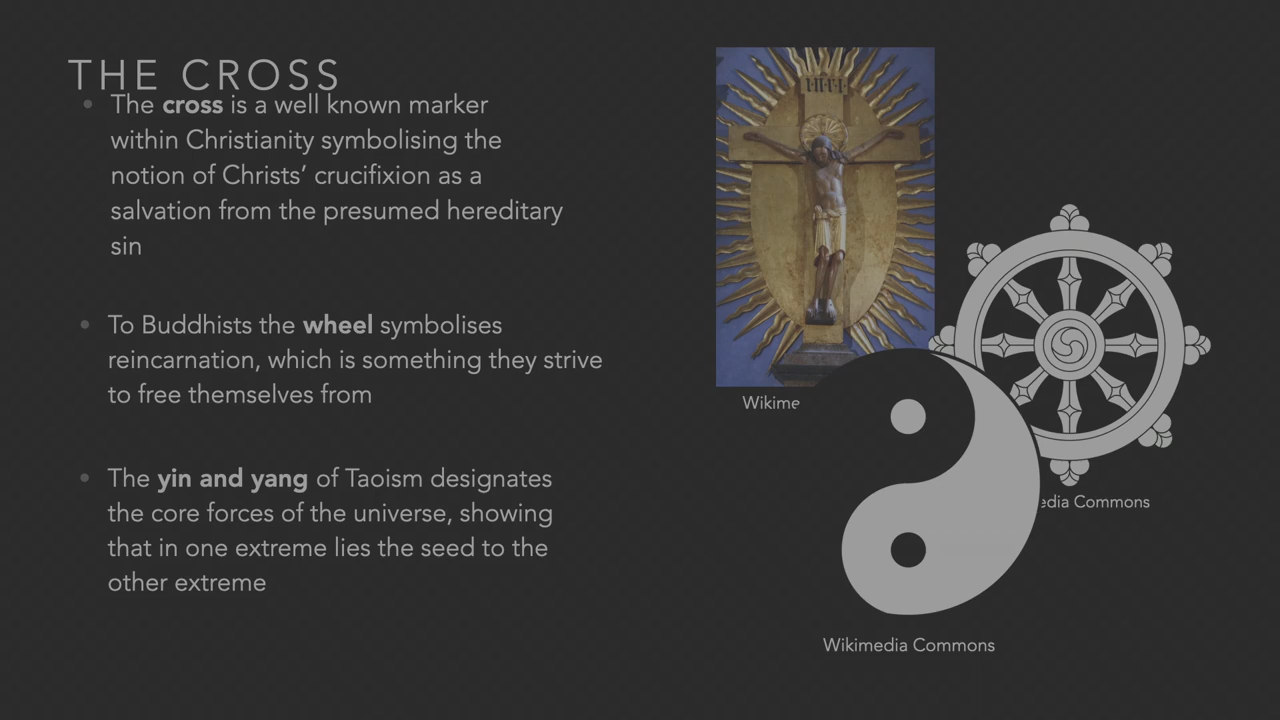 THE CROSS
• The cross is a well known marker
within Christianity symbolising the
notion of Christs’ crucifixion as a
salvation from the presumed hereditary
sin
• To Buddhists the wheel symbolises
reincarnation, which is something they strive
to free themselves from
• The yin and yang of Taoism designates
the core forces of the universe, showing
that in one extreme lies the seed to the
other extreme
Wikime
edia Commons
Wikimedia Commons